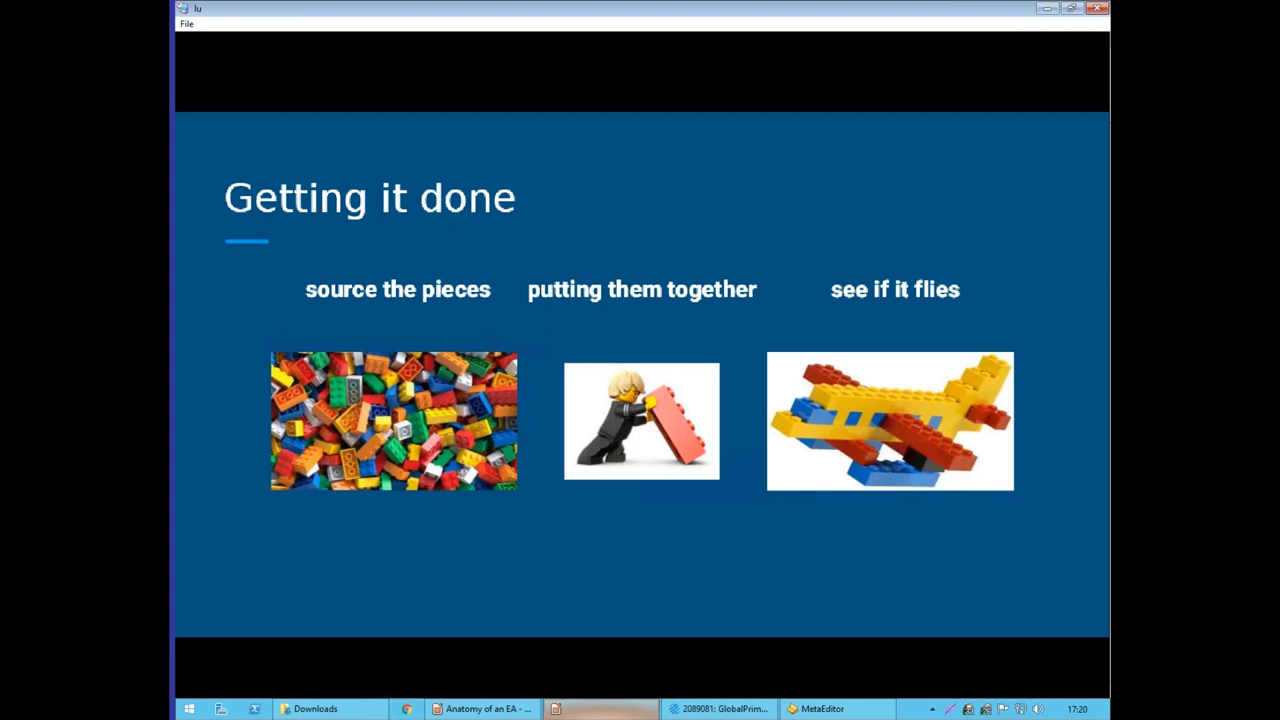 lu
File
Getting it done
source the pieces
putting them together
see if it flies
Downloads
Anatomy of an EA - ...
2089081: GlobalPrim...
MetaEditor
17:20